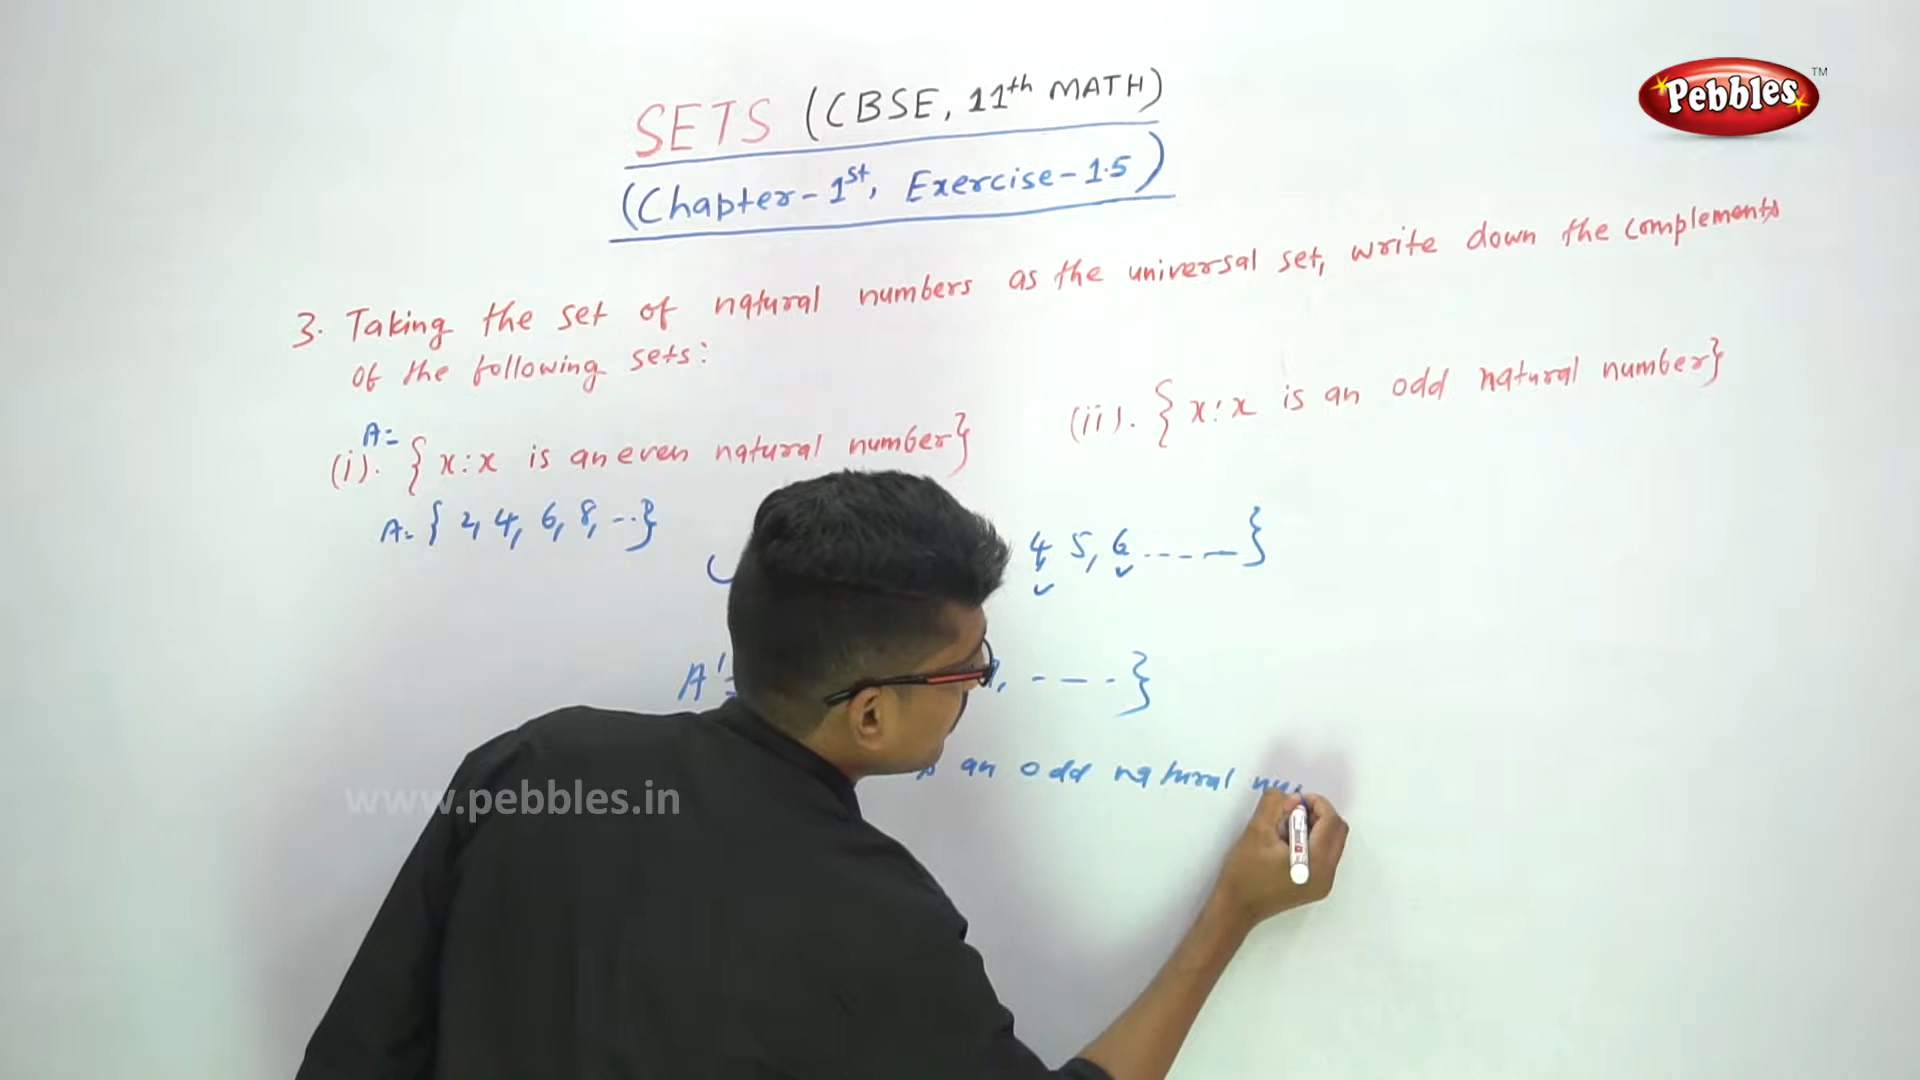 Pebbles TM
SETS (CBSE, 11th MATH)
(Chapter-1st, Exercise-1.5)
3. Taking the set of natural numbers as the universal set, write down the complements
of the following sets:
A=
(i). {x:x is an even natural number}
(ii). {x:x is an odd natural number}
A={2, 4, 6, 8, ...}
4, 5, 6 ......}
A'=
, ----}
an odd natural
www.pebbles.in